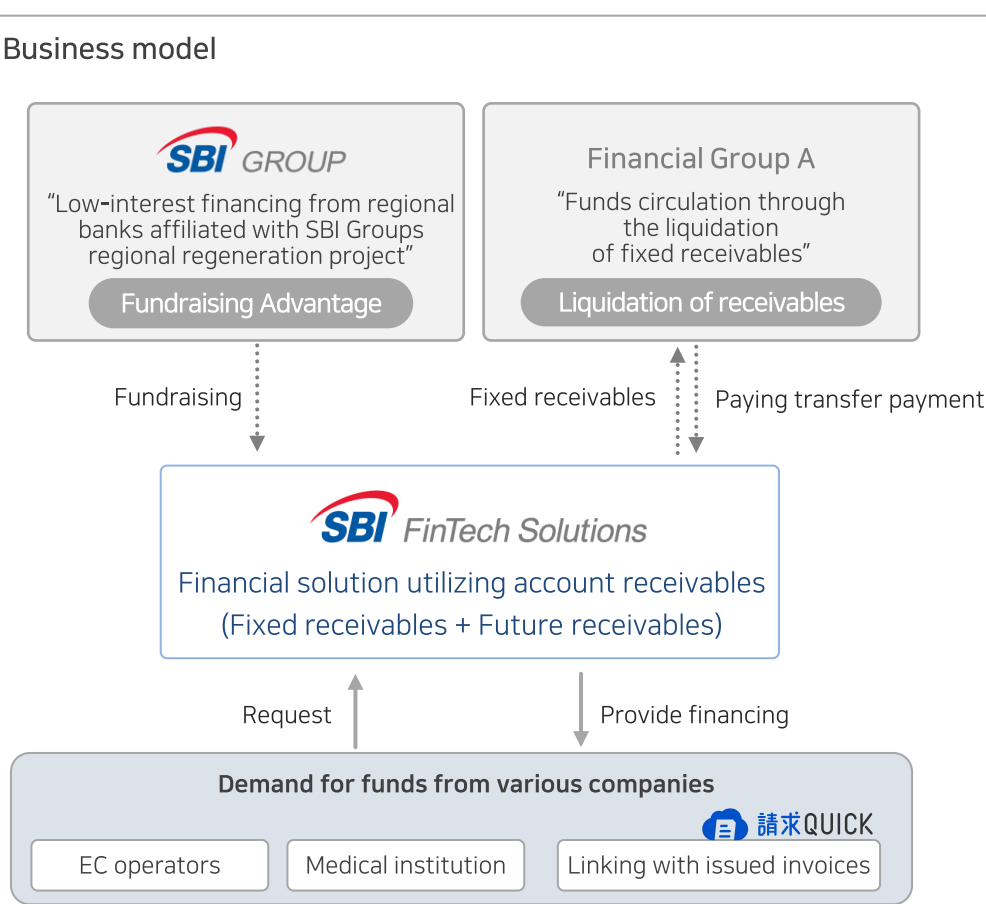 Business model
SBI GROUP
"Low-interest financing from regional
banks affiliated with SBI Groups
regional regeneration project"
Fundraising Advantage
Financial Group A
"Funds circulation through
the liquidation
of fixed receivables"
Liquidation of receivables
Fundraising
Fixed receivables
Paying transfer payment
SBI FinTech Solutions
Financial solution utilizing account receivables
(Fixed receivables + Future receivables)
Request
Provide financing
Demand for funds from various companies
請求QUICK
EC operators
Medical institution
Linking with issued invoices